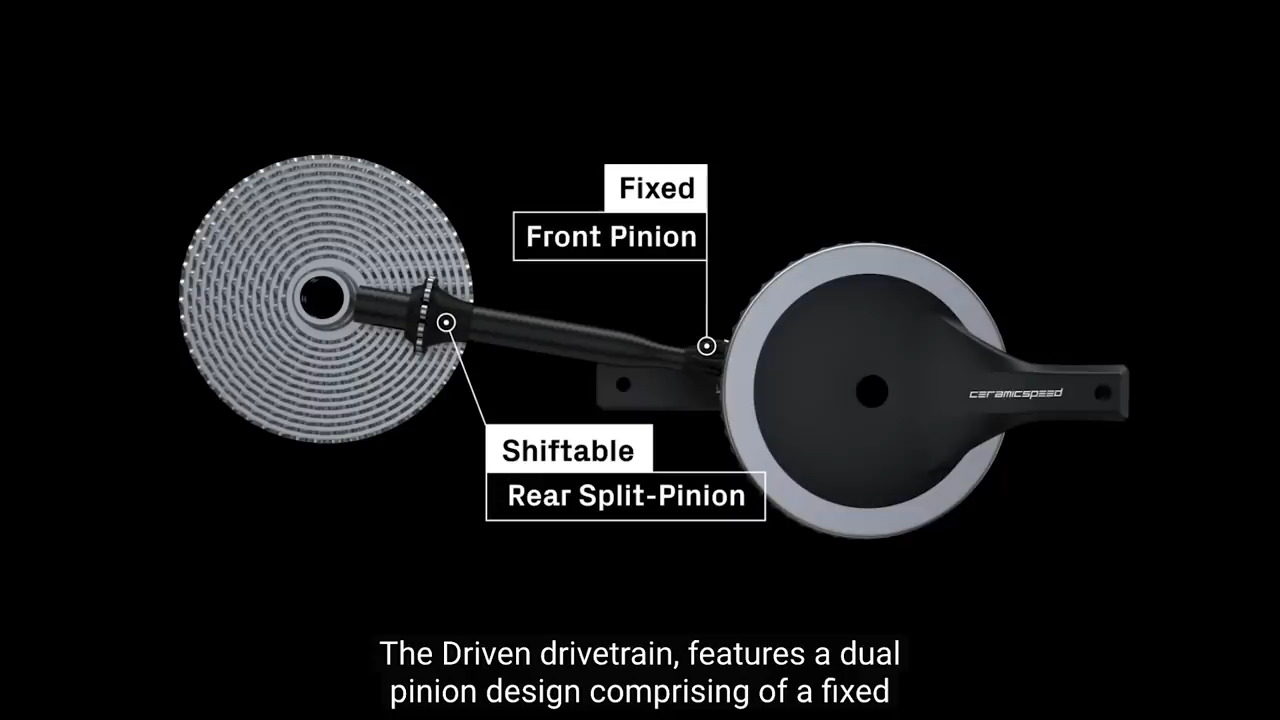 Fixed
Front Pinion
ceramicspeed
Shiftable
Rear Split-Pinion
The Driven drivetrain, features a dual
pinion design comprising of a fixed